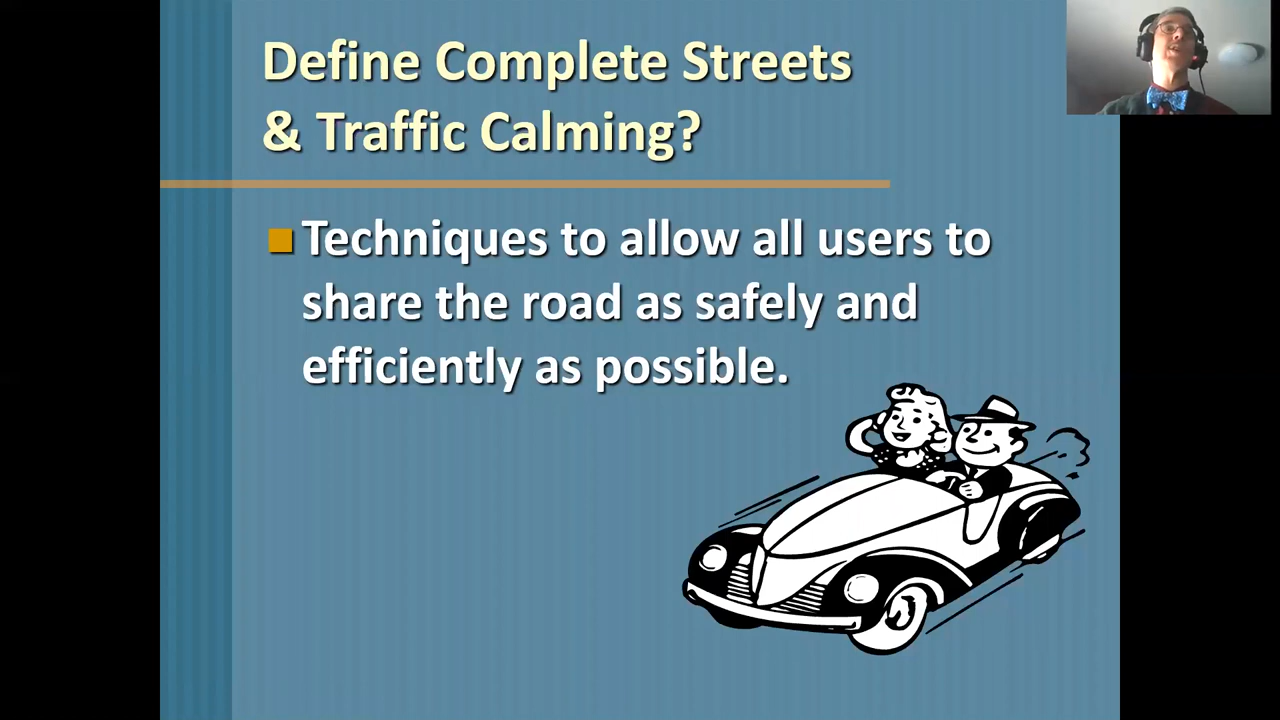 Define Complete Streets
& Traffic Calming?
Techniques to allow all users to
share the road as safely and
efficiently as possible.